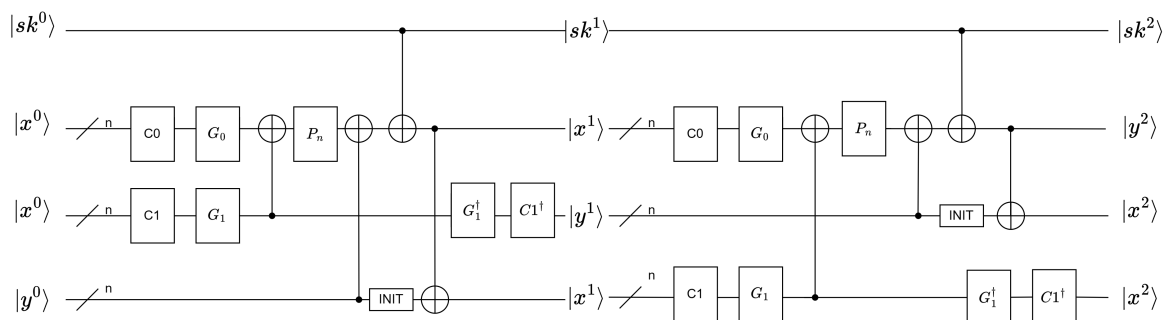 |sk⁰⟩ |sk¹⟩ |sk²⟩
|x⁰⟩ n C0 G₀ Pₙ |x¹⟩ n C0 G₀ Pₙ |y²⟩
|x⁰⟩ n C1 G₁ G₁† C1† |y¹⟩ n INIT |x²⟩
|y⁰⟩ n INIT |x¹⟩ n C1 G₁ G₁† C1† |x²⟩